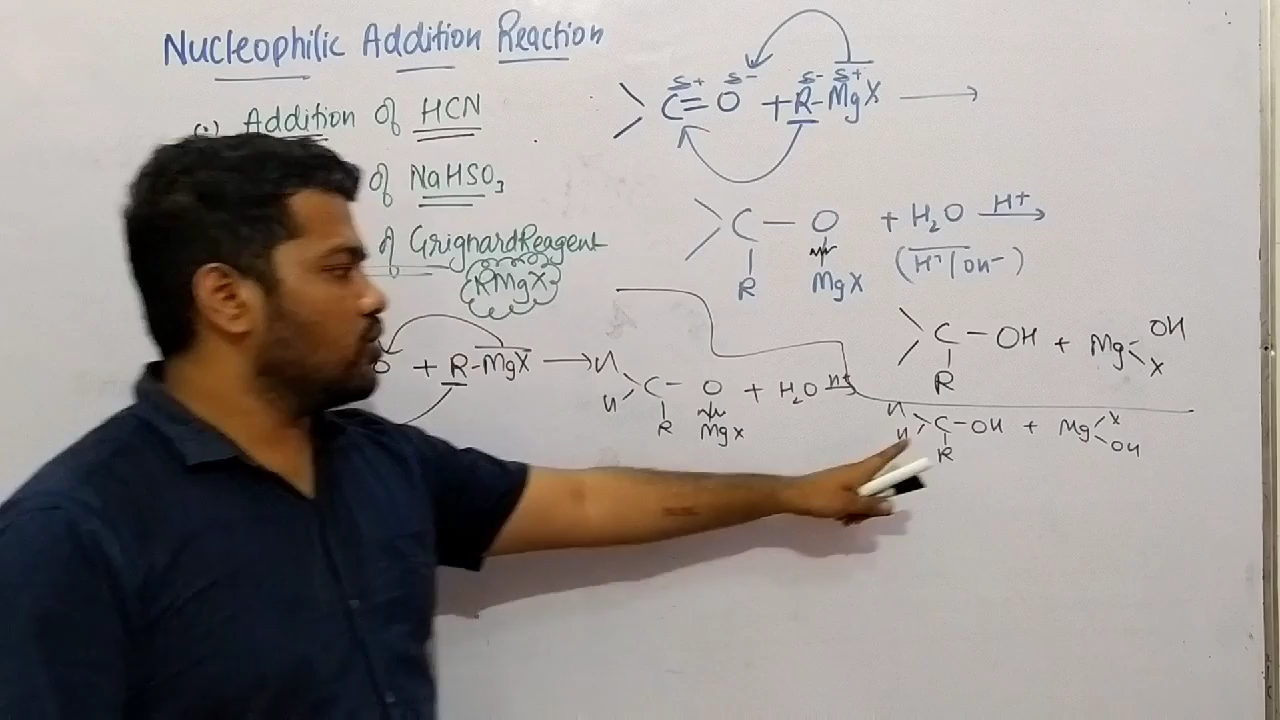 Nucleophilic Addition Reaction
Addition of HCN
of NaHSO₃
of Grignard Reagent
RMgX
O + R-MgX ⟶
δ+ δ- δ- δ+
C=O + R-MgX ⟶
C — O + H₂O H⁺⟶
R MgX (H⁺/OH⁻)
C — OH + Mg OH X
R
H H C — O + H₂O H⁺⟶
R MgX
H H C — OH + Mg X OH
R